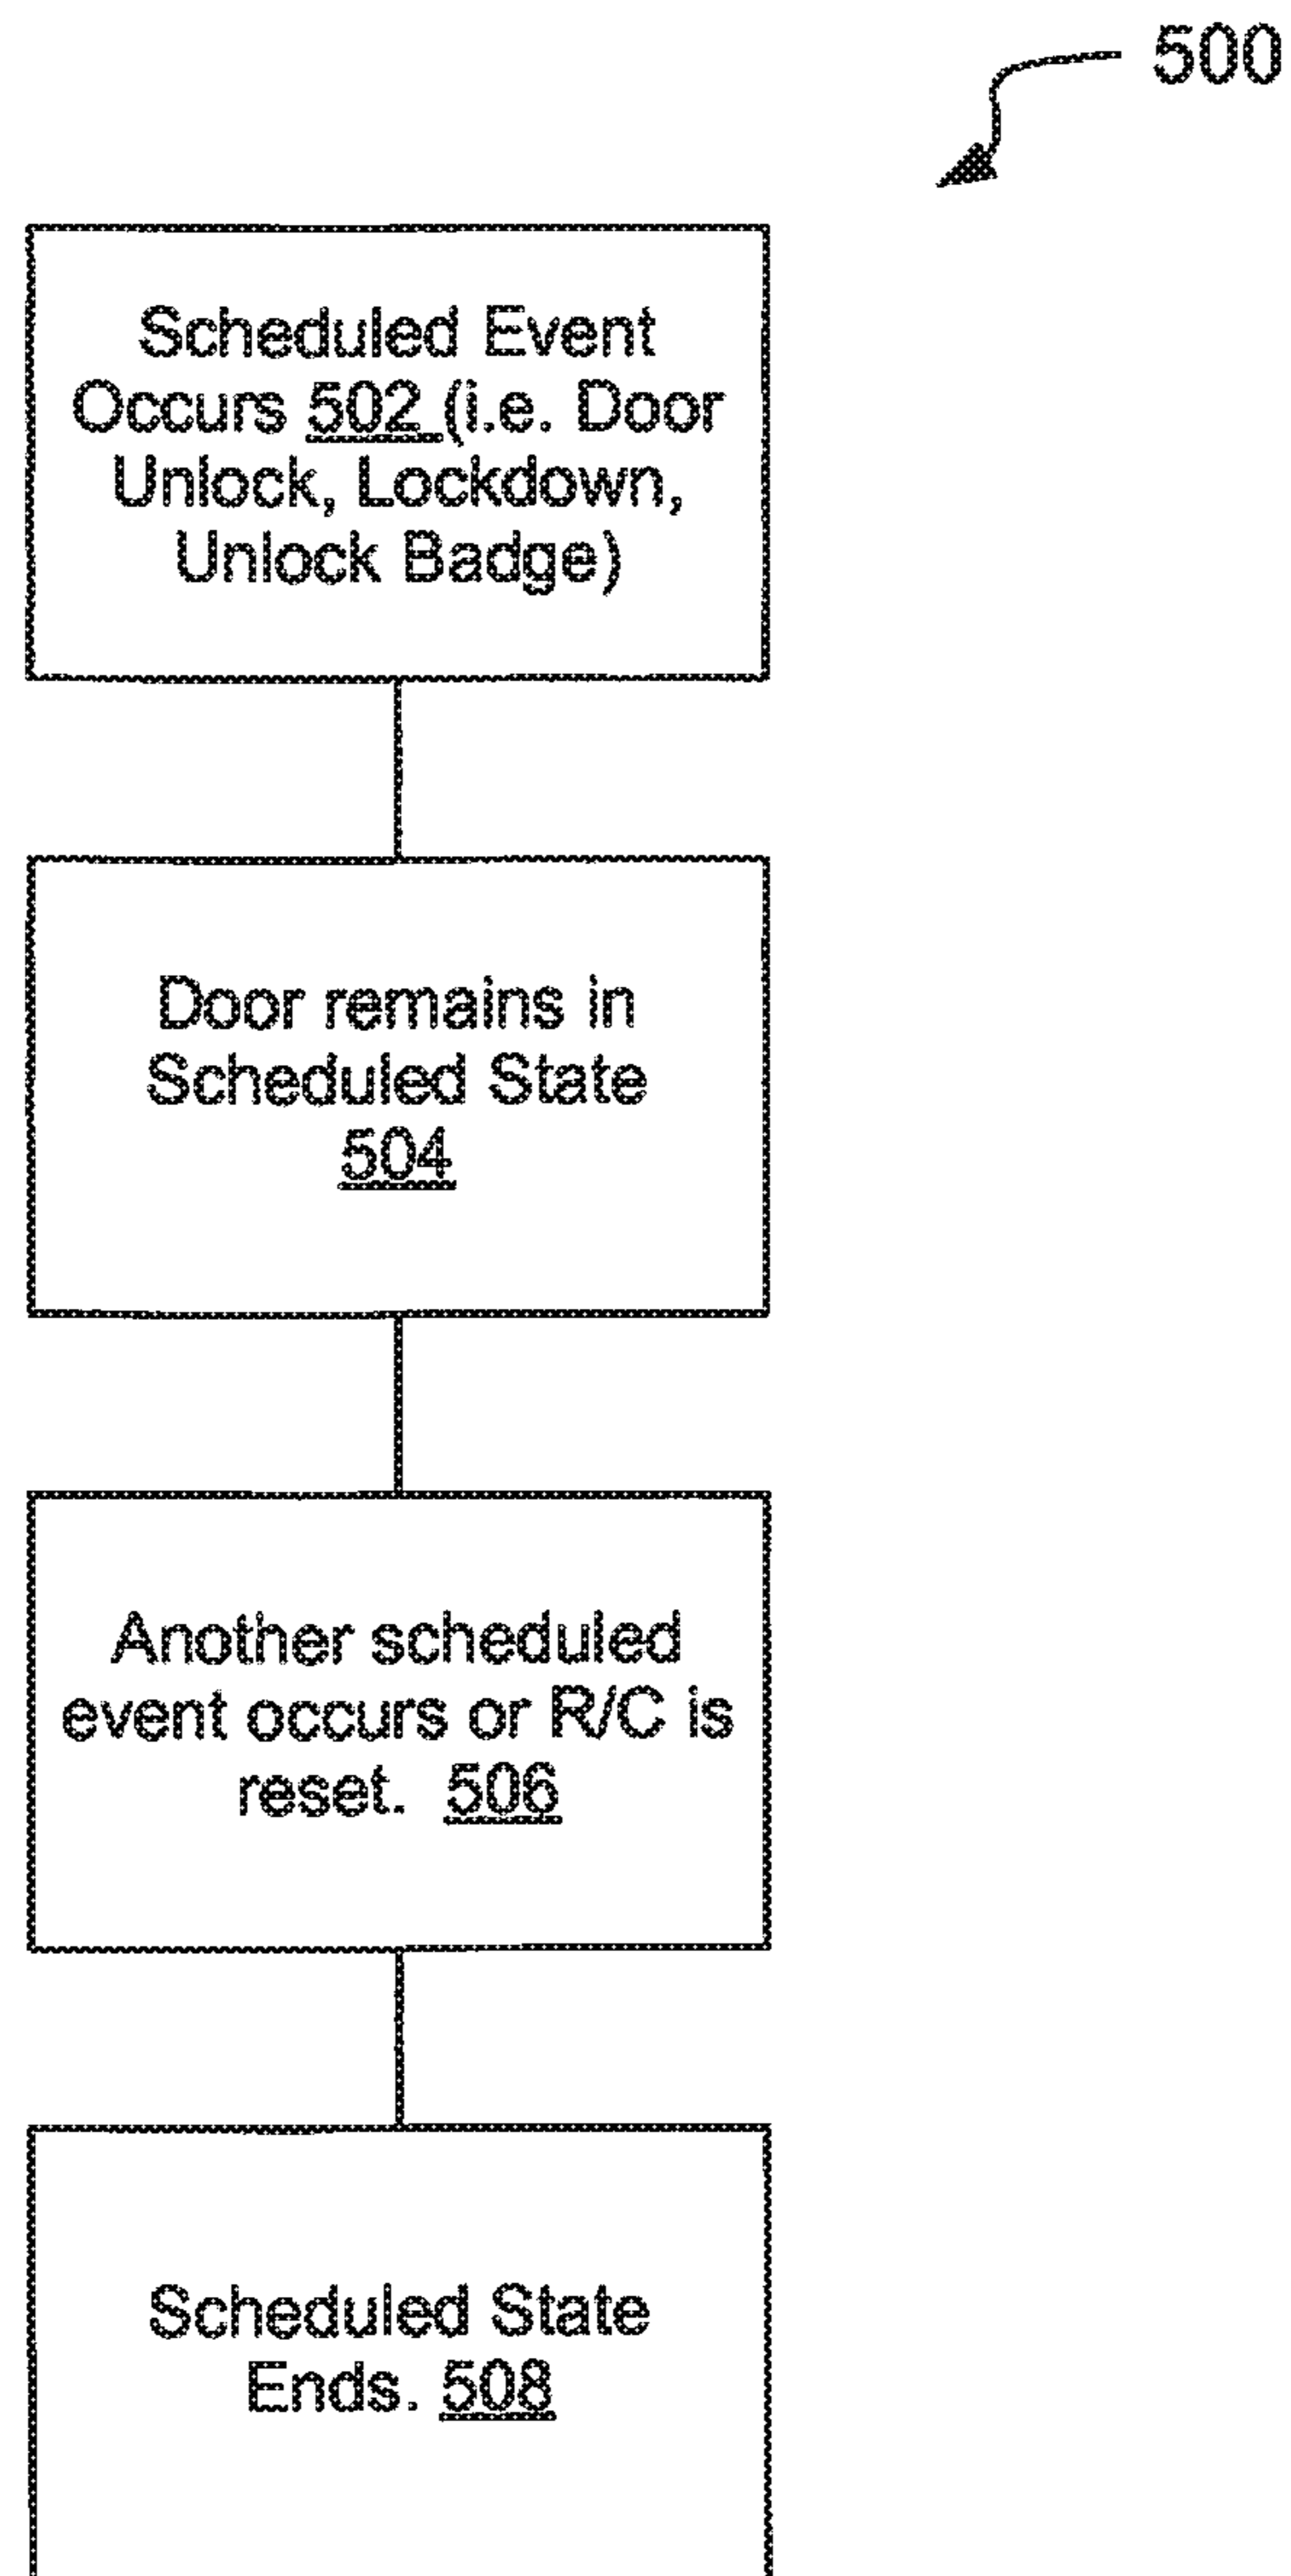 500
Scheduled Event
Occurs 502 (i.e. Door
Unlock, Lockdown,
Unlock Badge)
Door remains in
Scheduled State
504
Another scheduled
event occurs or R/C is
reset. 506
Scheduled State
Ends. 508